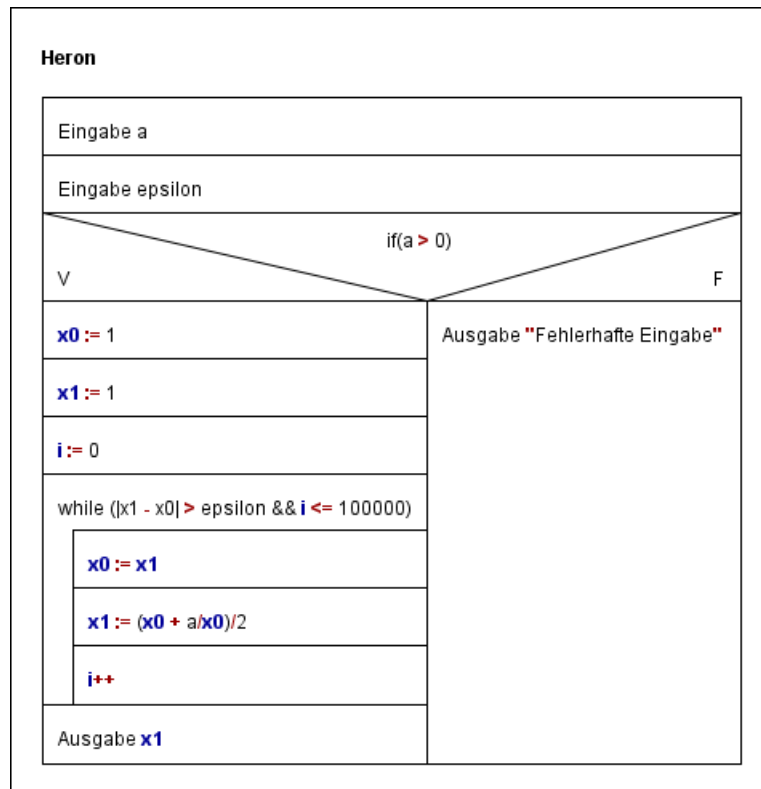 Heron
Eingabe a
Eingabe epsilon
if(a > 0)
V
F
x0 := 1
Ausgabe "Fehlerhafte Eingabe"
x1 := 1
i := 0
while (|x1 - x0| > epsilon && i <= 100000)
x0 := x1
x1 := (x0 + a/x0)/2
i++
Ausgabe x1